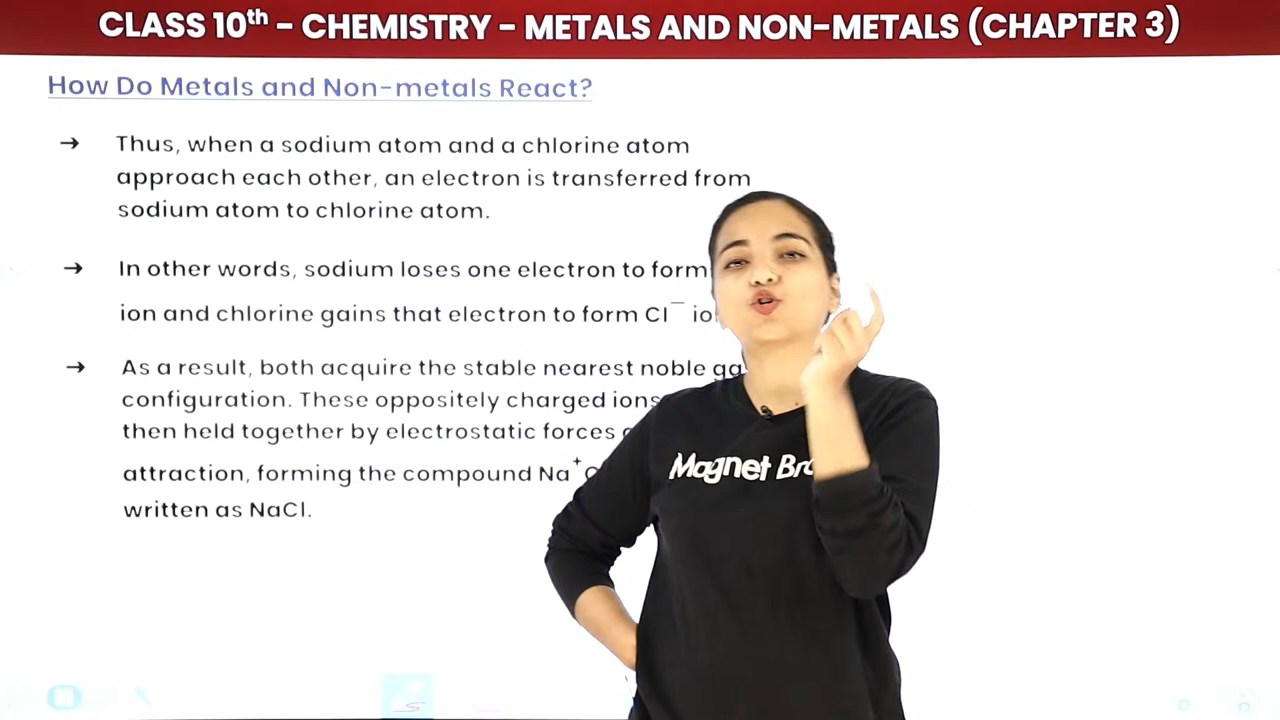 CLASS 10th - CHEMISTRY - METALS AND NON-METALS (CHAPTER 3)
How Do Metals and Non-metals React?
→ Thus, when a sodium atom and a chlorine atom
approach each other, an electron is transferred from
sodium atom to chlorine atom.
→ In other words, sodium loses one electron to form
ion and chlorine gains that electron to form Cl⁻
→ As a result, both acquire the stable nearest noble
configuration. These oppositely charged ions
then held together by electrostatic forces
attraction, forming the compound Na⁺
written as NaCl.
Magnet